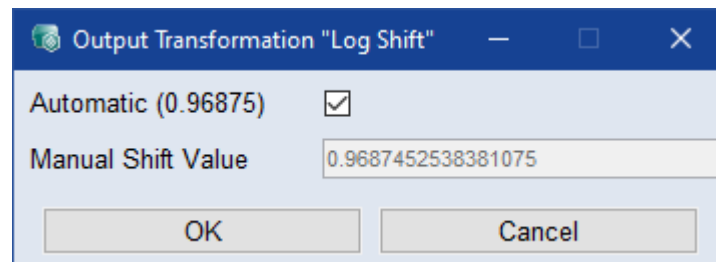 Output Transformation "Log Shift"
Automatic (0.96875)
Manual Shift Value 0.9687452538381075
OK Cancel